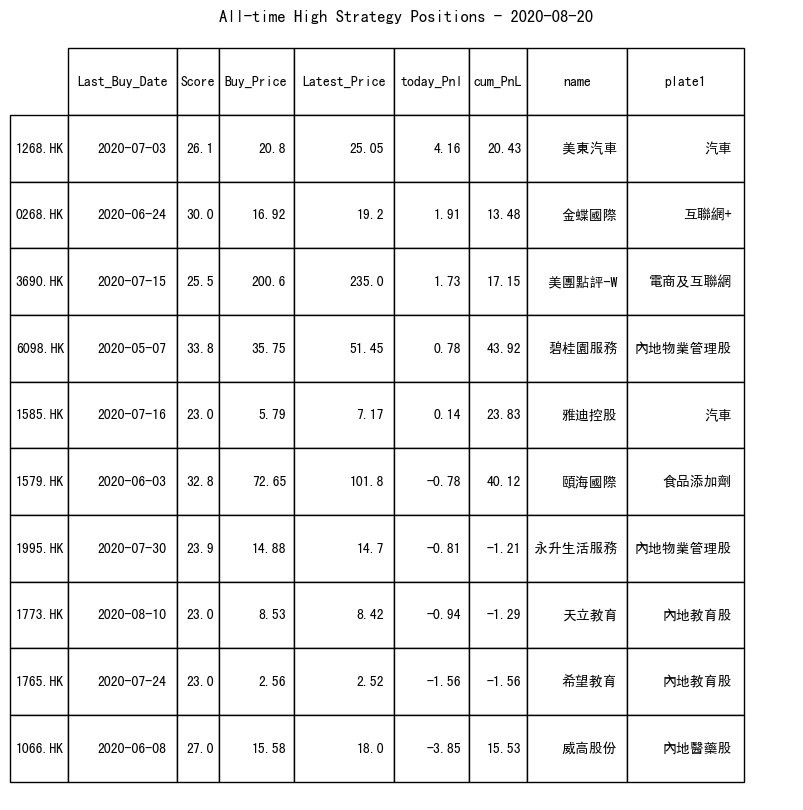 All-time High Strategy Positions - 2020-08-20
Last_Buy_Date Score Buy_Price Latest_Price today_Pnl cum_PnL name plate1
1268.HK 2020-07-03 26.1 20.8 25.05 4.16 20.43 美東汽車 汽車
0268.HK 2020-06-24 30.0 16.92 19.2 1.91 13.48 金蝶國際 互聯網+
3690.HK 2020-07-15 25.5 200.6 235.0 1.73 17.15 美團點評-W 電商及互聯網
6098.HK 2020-05-07 33.8 35.75 51.45 0.78 43.92 碧桂園服務 內地物業管理股
1585.HK 2020-07-16 23.0 5.79 7.17 0.14 23.83 雅迪控股 汽車
1579.HK 2020-06-03 32.8 72.65 101.8 -0.78 40.12 頤海國際 食品添加劑
1995.HK 2020-07-30 23.9 14.88 14.7 -0.81 -1.21 永升生活服務 內地物業管理股
1773.HK 2020-08-10 23.0 8.53 8.42 -0.94 -1.29 天立教育 內地教育股
1765.HK 2020-07-24 23.0 2.56 2.52 -1.56 -1.56 希望教育 內地教育股
1066.HK 2020-06-08 27.0 15.58 18.0 -3.85 15.53 威高股份 內地醫藥股